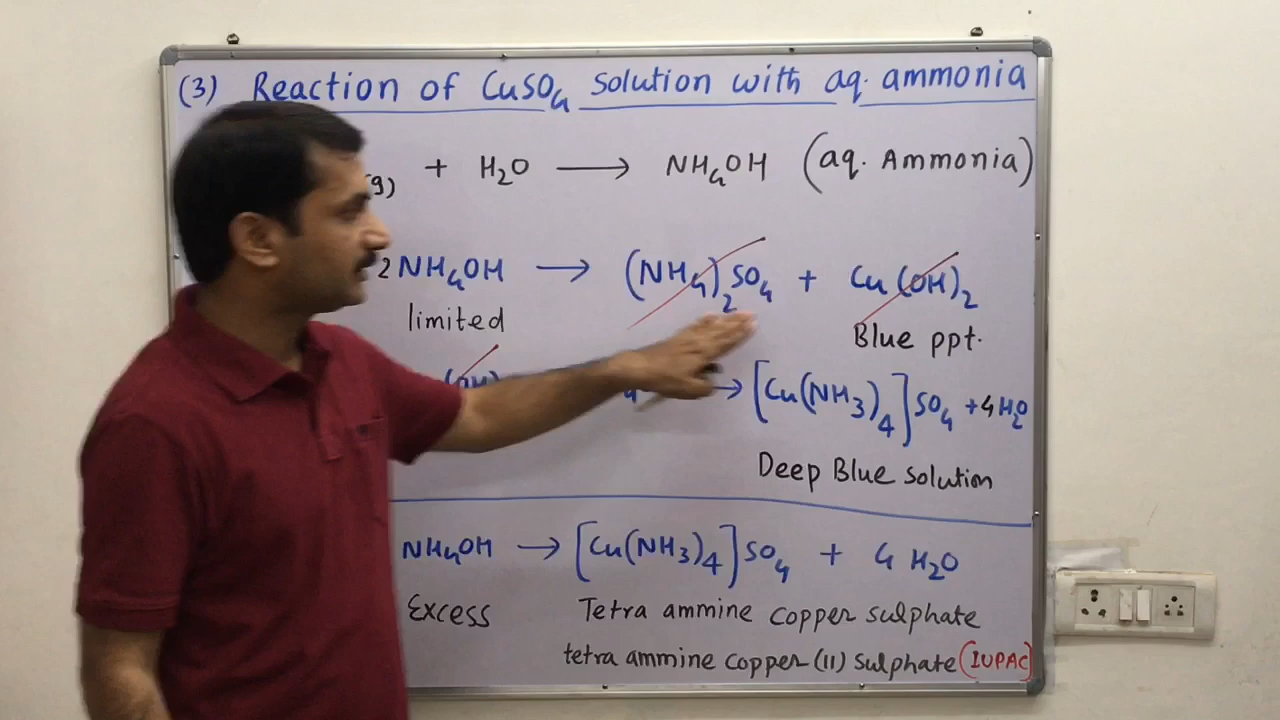 (3) Reaction of CuSO4 solution with aq. ammonia
(g) + H2O ⟶ NH4OH (aq. Ammonia)
2NH4OH ⟶ (NH4)2SO4 + Cu(OH)2
limited Blue ppt.
(OH) 4 ⟶ [Cu(NH3)4]SO4 + 4H2O
Deep Blue solution
NH4OH ⟶ [Cu(NH3)4]SO4 + 4H2O
Excess Tetra ammine copper sulphate
tetra ammine copper (II) sulphate (IUPAC)